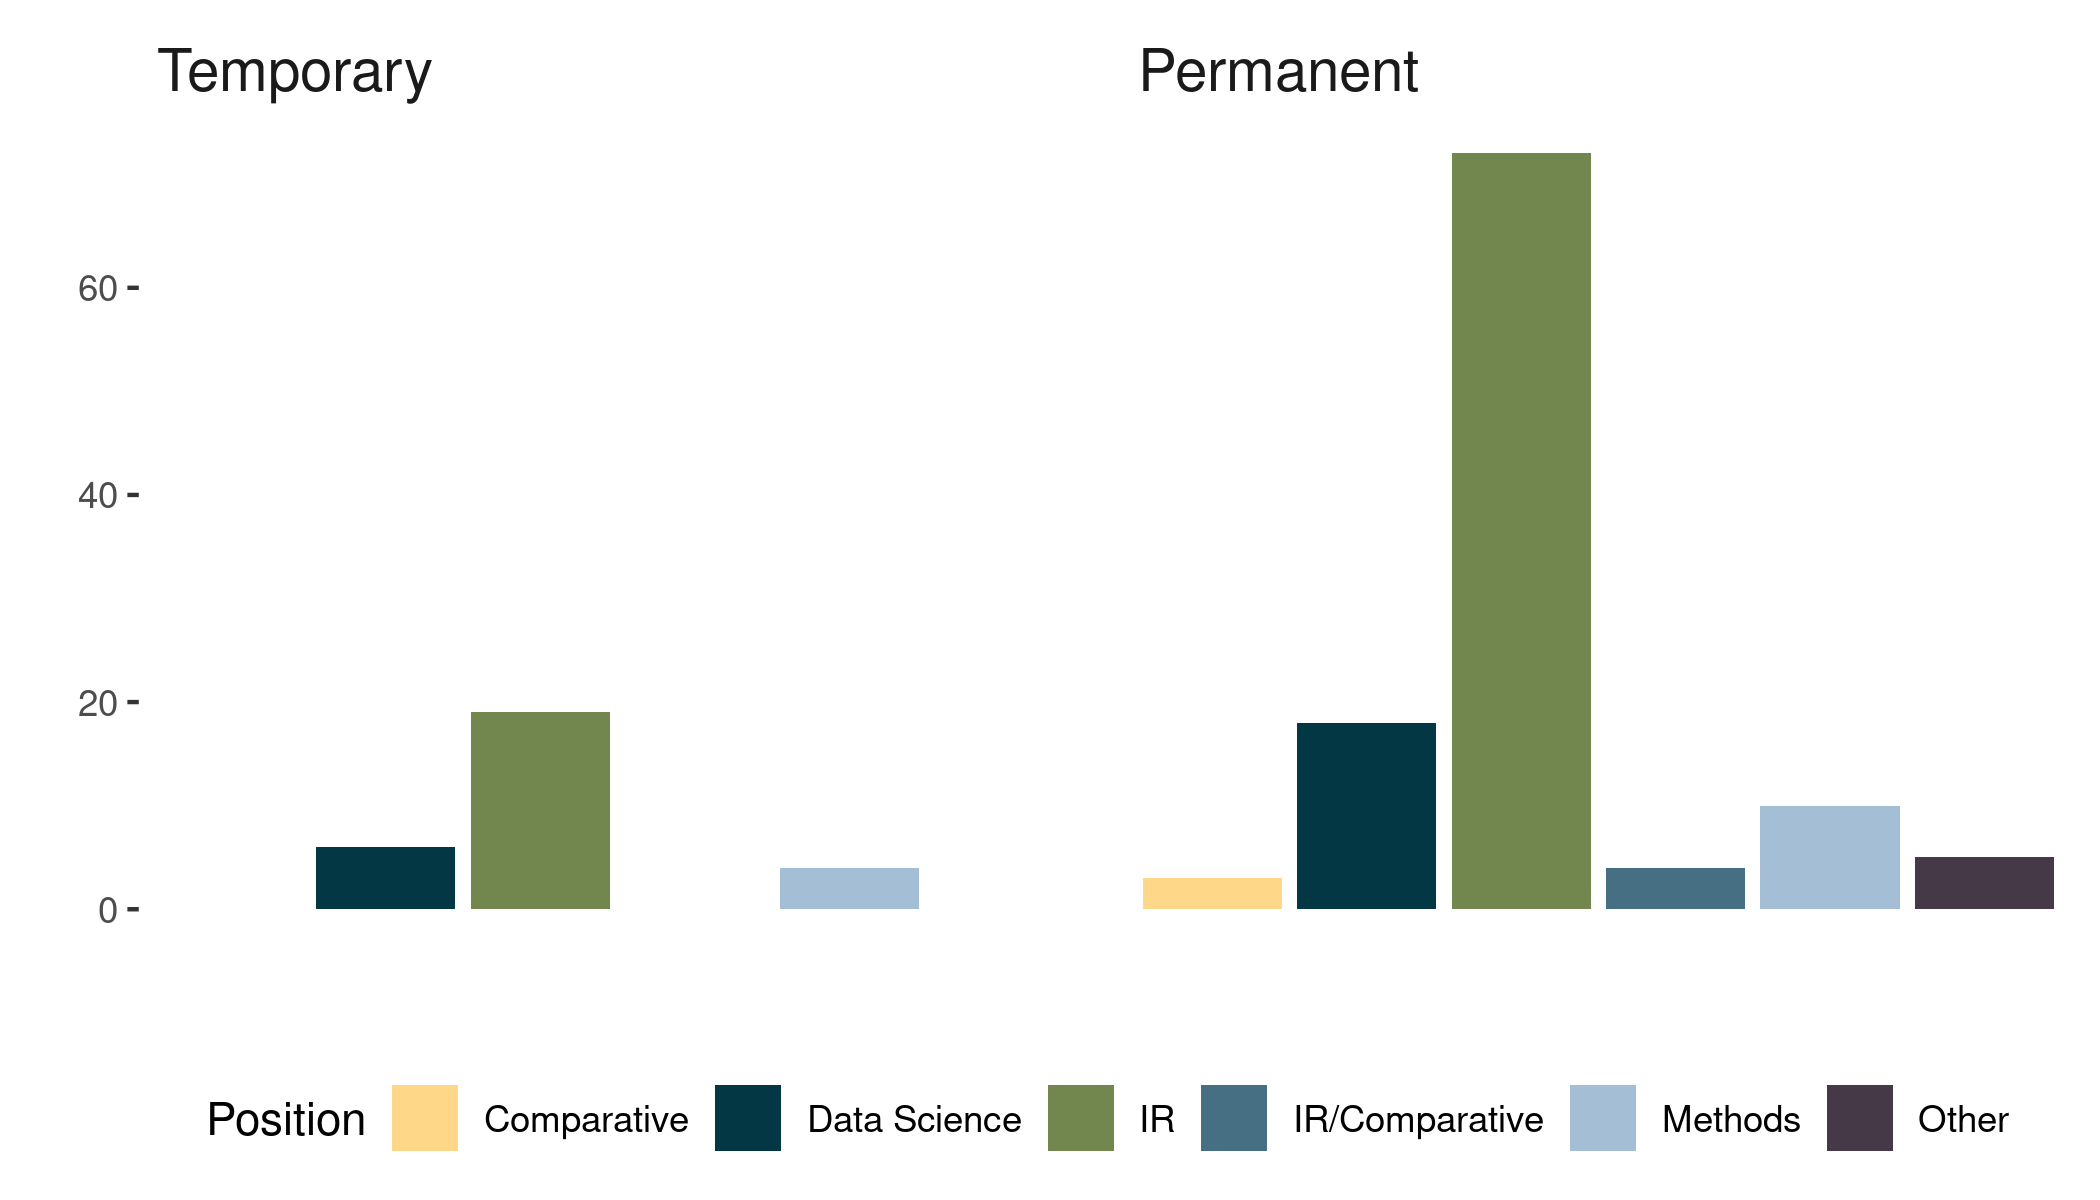 Temporary
Permanent
60
40
20
0
Position Comparative Data Science IR IR/Comparative Methods Other